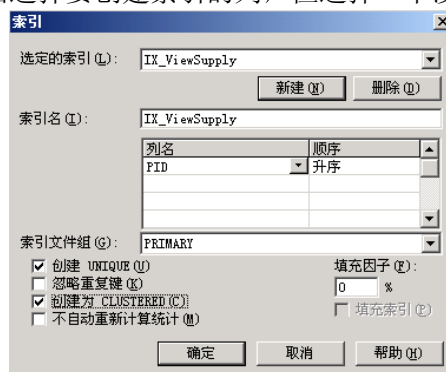 索引
选定的索引(L): IX_ViewSupply
新建(N) 删除(D)
索引名(I): IX_ViewSupply
列名 顺序
PID 升序
索引文件组(G): PRIMARY
创建 UNIQUE(U) 填充因子(F):
忽略重复键(K) 0 %
创建为 CLUSTERED(C) 填充索引(P)
不自动重新计算统计(M)
确定 取消 帮助(H)